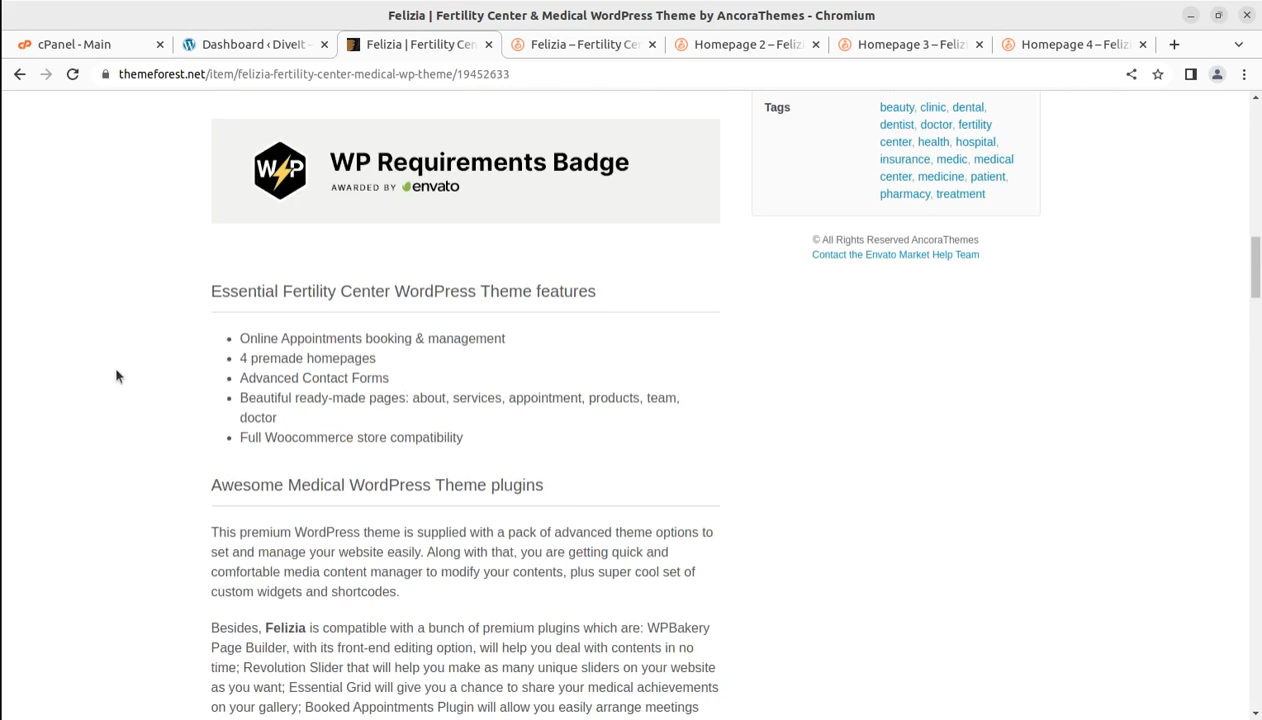 Felizia | Fertility Center & Medical WordPress Theme by AncoraThemes - Chromium
cPanel - Main
Dashboard ‹ DiveIt –
Felizia | Fertility Cen
Felizia – Fertility Ce
Homepage 2 – Feliz
Homepage 3 – Feliz
Homepage 4 – Feliz
themeforest.net/item/felizia-fertility-center-medical-wp-theme/19452633
WP
WP Requirements Badge
AWARDED BY envato
Tags
beauty, clinic, dental,
dentist, doctor, fertility
center, health, hospital,
insurance, medic, medical
center, medicine, patient,
pharmacy, treatment
© All Rights Reserved AncoraThemes
Contact the Envato Market Help Team
Essential Fertility Center WordPress Theme features
• Online Appointments booking & management
• 4 premade homepages
• Advanced Contact Forms
• Beautiful ready-made pages: about, services, appointment, products, team,
doctor
• Full Woocommerce store compatibility
Awesome Medical WordPress Theme plugins
This premium WordPress theme is supplied with a pack of advanced theme options to
set and manage your website easily. Along with that, you are getting quick and
comfortable media content manager to modify your contents, plus super cool set of
custom widgets and shortcodes.
Besides, Felizia is compatible with a bunch of premium plugins which are: WPBakery
Page Builder, with its front-end editing option, will help you deal with contents in no
time; Revolution Slider that will help you make as many unique sliders on your website
as you want; Essential Grid will give you a chance to share your medical achievements
on your gallery; Booked Appointments Plugin will allow you easily arrange meetings